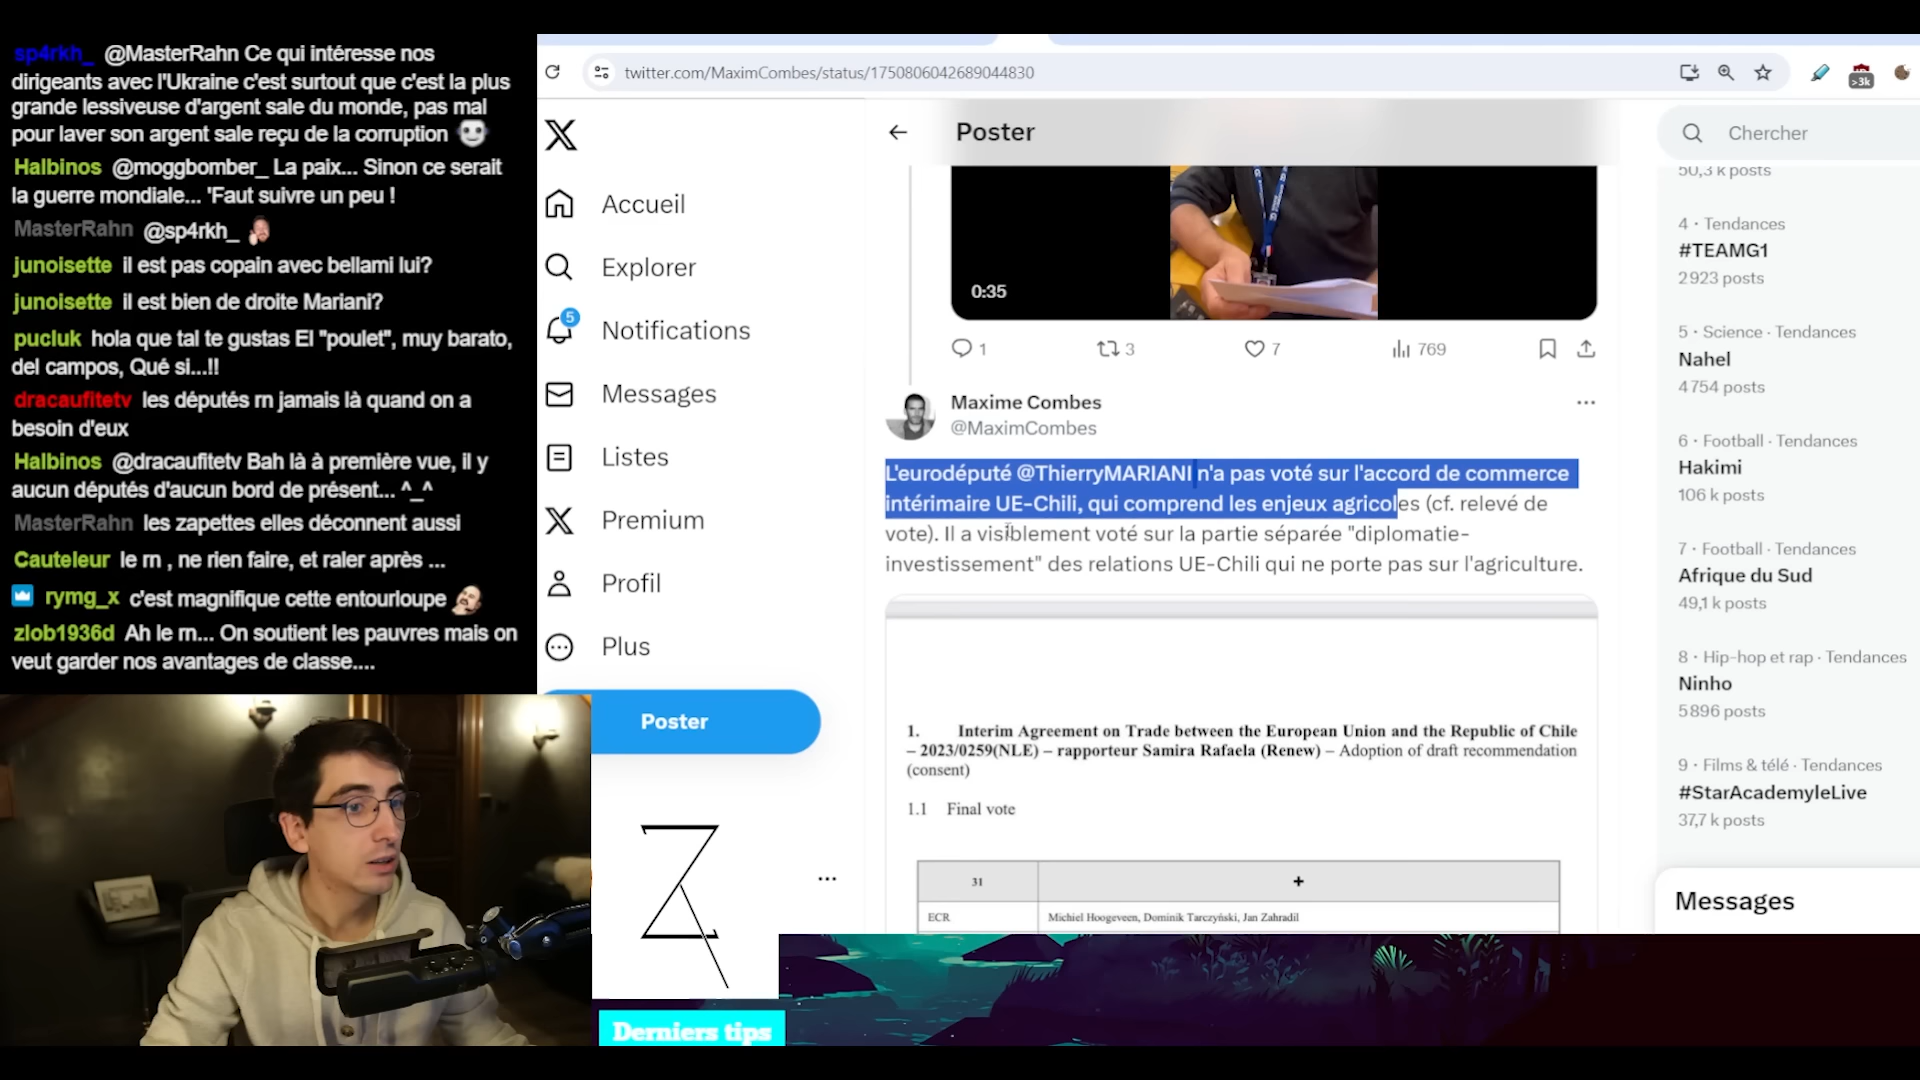 sp4rkh_ @MasterRahn Ce qui intéresse nos
dirigeants avec l'Ukraine c'est surtout que c'est la plus
grande lessiveuse d'argent sale du monde, pas mal
pour laver son argent sale reçu de la corruption
Halbinos @moggbomber_ La paix... Sinon ce serait
la guerre mondiale... 'Faut suivre un peu !
MasterRahn @sp4rkh_
junoisette il est pas copain avec bellami lui?
junoisette il est bien de droite Mariani?
pucluk hola que tal te gustas El "poulet", muy barato,
del campos, Qué si...!!
dracaufitetv les députés rn jamais là quand on a
besoin d'eux
Halbinos @dracaufitetv Bah là à première vue, il y
aucun députés d'aucun bord de présent... ^_^
MasterRahn les zapettes elles déconnent aussi
Cauteleur le rn , ne rien faire, et raler après ...
rymg_x c'est magnifique cette entourloupe
zlob1936d Ah le rn... On soutient les pauvres mais on
veut garder nos avantages de classe....
twitter.com/MaximCombes/status/1750806042689044830
>3k
Accueil
Explorer
5
Notifications
Messages
Listes
Premium
Profil
Plus
Poster
Poster
0:35
1
3
7
769
Maxime Combes
@MaximCombes
L'eurodéputé @ThierryMARIANI n'a pas voté sur l'accord de commerce
intérimaire UE-Chili, qui comprend les enjeux agricoles (cf. relevé de
vote). Il a visiblement voté sur la partie séparée "diplomatie-
investissement" des relations UE-Chili qui ne porte pas sur l'agriculture.
1. Interim Agreement on Trade between the European Union and the Republic of Chile
– 2023/0259(NLE) – rapporteur Samira Rafaela (Renew) – Adoption of draft recommendation
(consent)
1.1 Final vote
31 +
ECR Michiel Hoogeveen, Dominik Tarczyński, Jan Zahradil
Chercher
50,3 k posts
4 · Tendances
#TEAMG1
2 923 posts
5 · Science · Tendances
Nahel
4 754 posts
6 · Football · Tendances
Hakimi
106 k posts
7 · Football · Tendances
Afrique du Sud
49,1 k posts
8 · Hip-hop et rap · Tendances
Ninho
5 896 posts
9 · Films & télé · Tendances
#StarAcademyleLive
37,7 k posts
Messages
Derniers tips